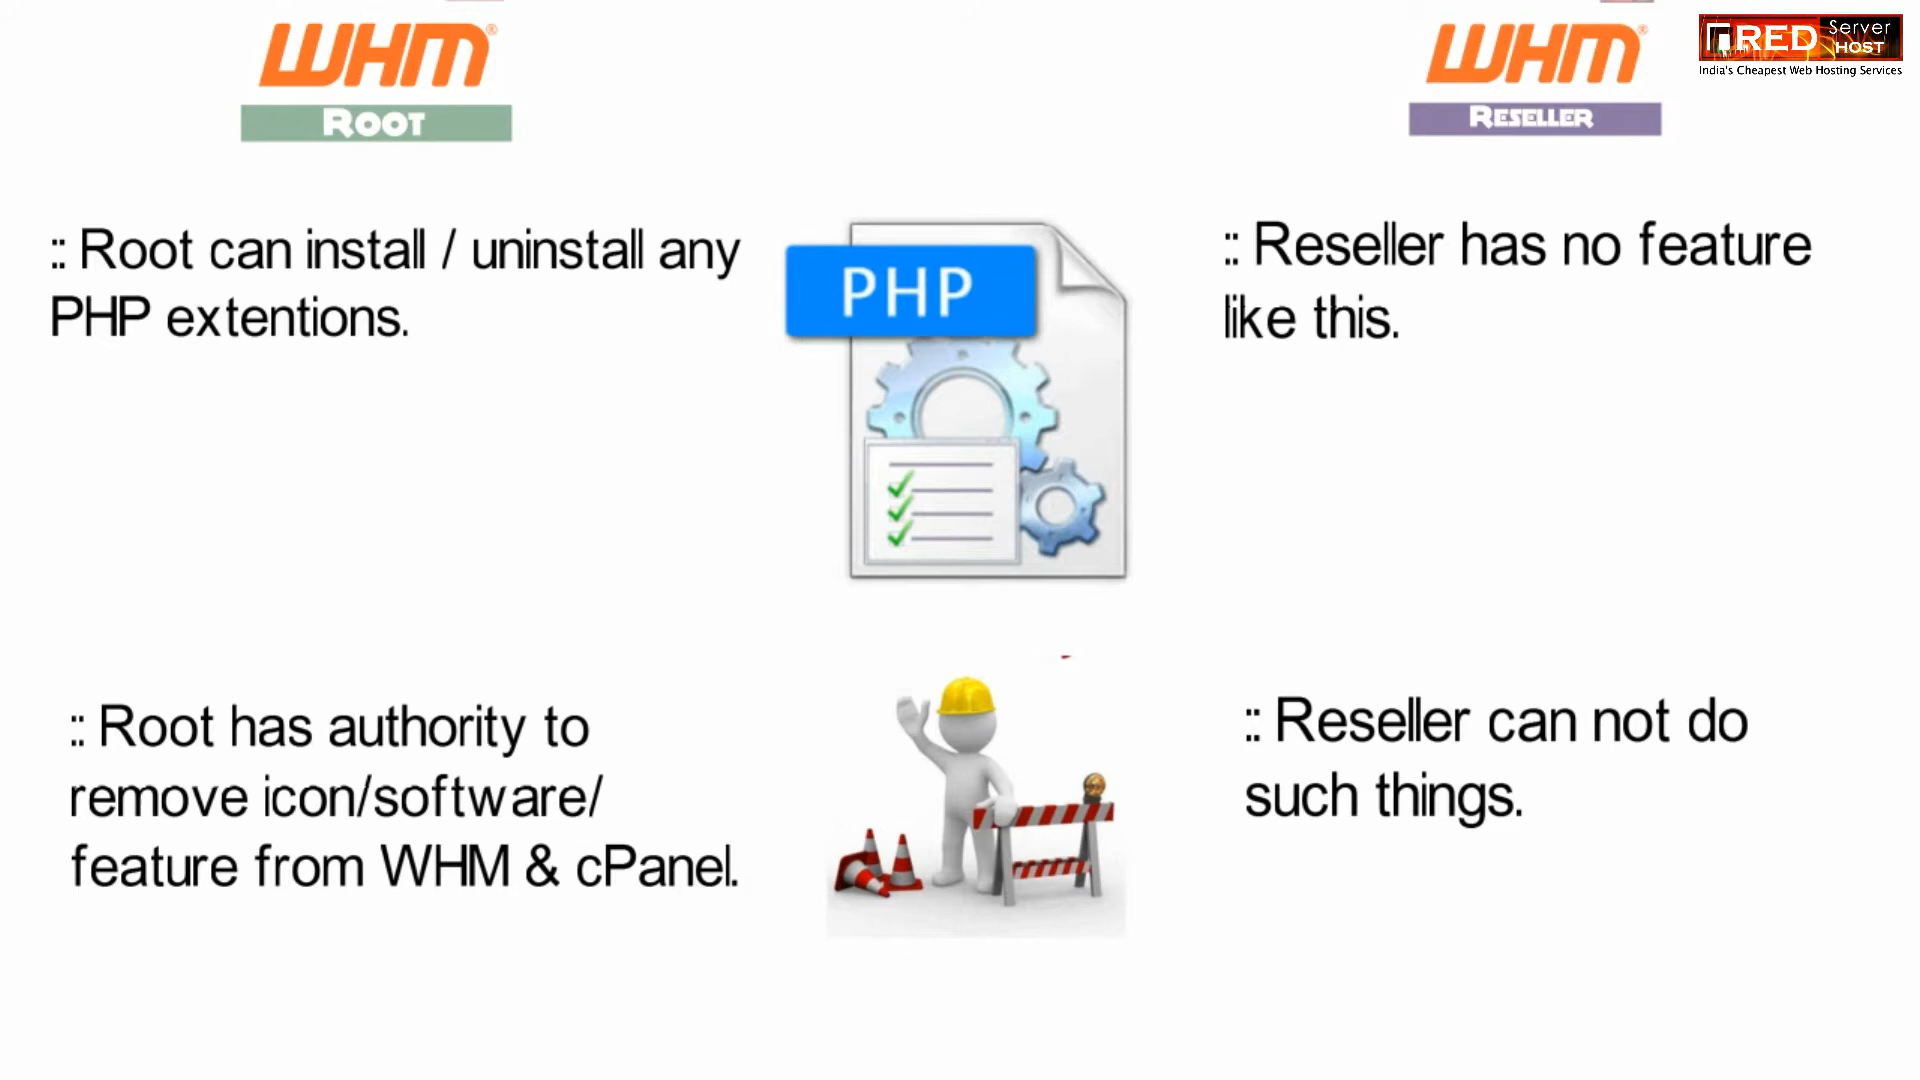 WHM®
ROOT
WHM®
RESELLER
RED Server HOST
India's Cheapest Web Hosting Services
:: Root can install / uninstall any
PHP extentions.
PHP
:: Reseller has no feature
like this.
:: Root has authority to
remove icon/software/
feature from WHM & cPanel.
:: Reseller can not do
such things.